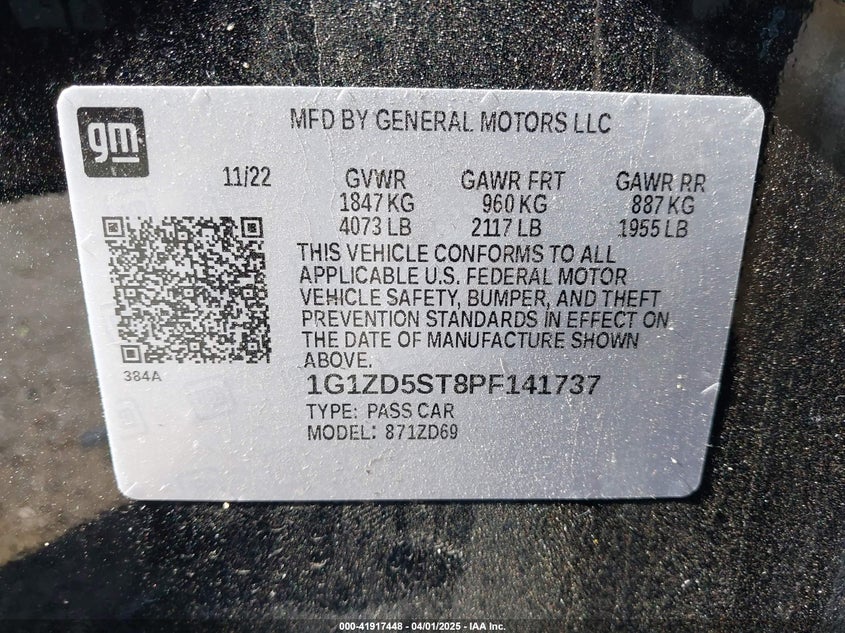 gm
MFD BY GENERAL MOTORS LLC
11/22 GVWR GAWR FRT GAWR RR
1847 KG 960 KG 887 KG
4073 LB 2117 LB 1955 LB
THIS VEHICLE CONFORMS TO ALL
APPLICABLE U.S. FEDERAL MOTOR
VEHICLE SAFETY, BUMPER, AND THEFT
PREVENTION STANDARDS IN EFFECT ON
THE DATE OF MANUFACTURE SHOWN
ABOVE.
384A
1G1ZD5ST8PF141737
TYPE: PASS CAR
MODEL: 871ZD69
000-41917448 - 04/01/2025 - IAA Inc.